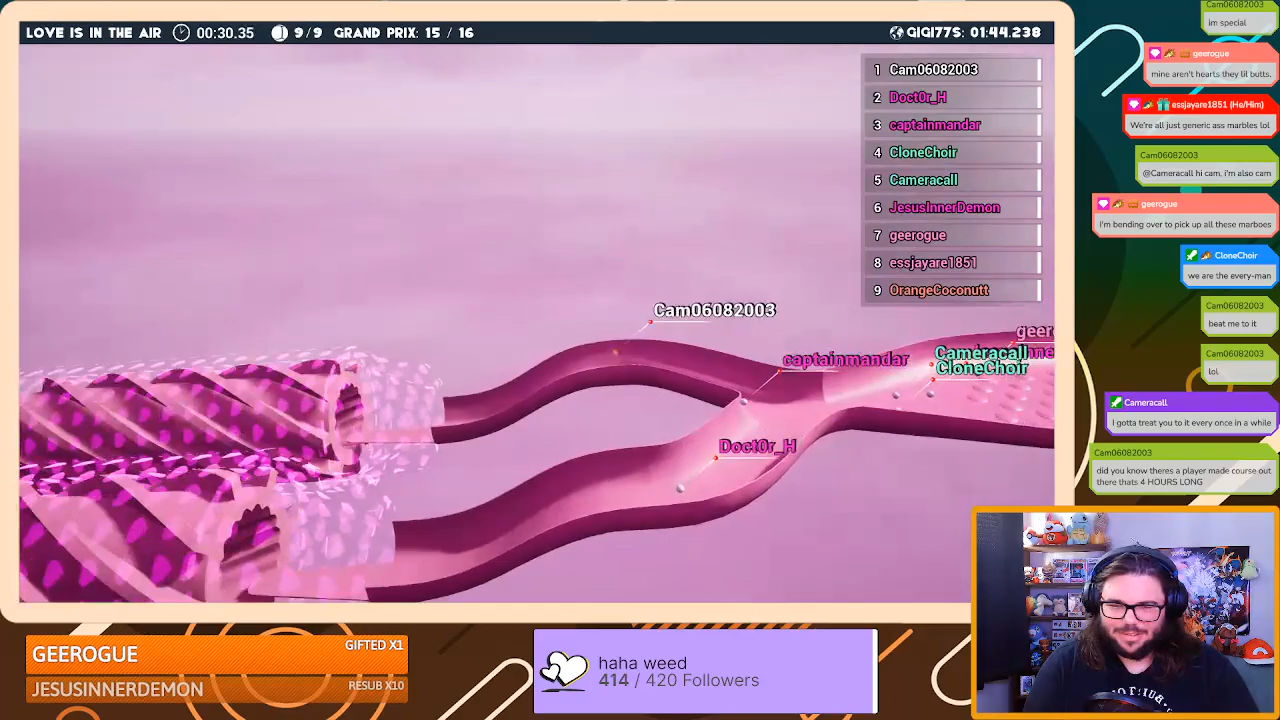 LOVE IS IN THE AIR 00:30.35 9/9 GRAND PRIX: 15 / 16 GIGI77S: 01:44.238
1 Cam06082003
2 Doct0r_H
3 captainmandar
4 CloneChoir
5 Cameracall
6 JesusInnerDemon
7 geerogue
8 essjayare1851
9 OrangeCoconutt
Cam06082003
captainmandar
geer
Cameracall
CloneChoir
Doct0r_H
Cam06082003
im special
geerogue
mine aren't hearts they lil butts.
essjayare1851 (He/Him)
We're all just generic ass marbles lol
Cam06082003
@Cameracall hi cam, i'm also cam
geerogue
I'm bending over to pick up all these marboes
CloneChoir
we are the every-man
Cam06082003
beat me to it
Cam06082003
lol
Cameracall
I gotta treat you to it every once in a while
Cam06082003
did you know theres a player made course out
there thats 4 HOURS LONG
GEEROGUE GIFTED X1
JESUSINNERDEMON RESUB X10
haha weed
414 / 420 Followers